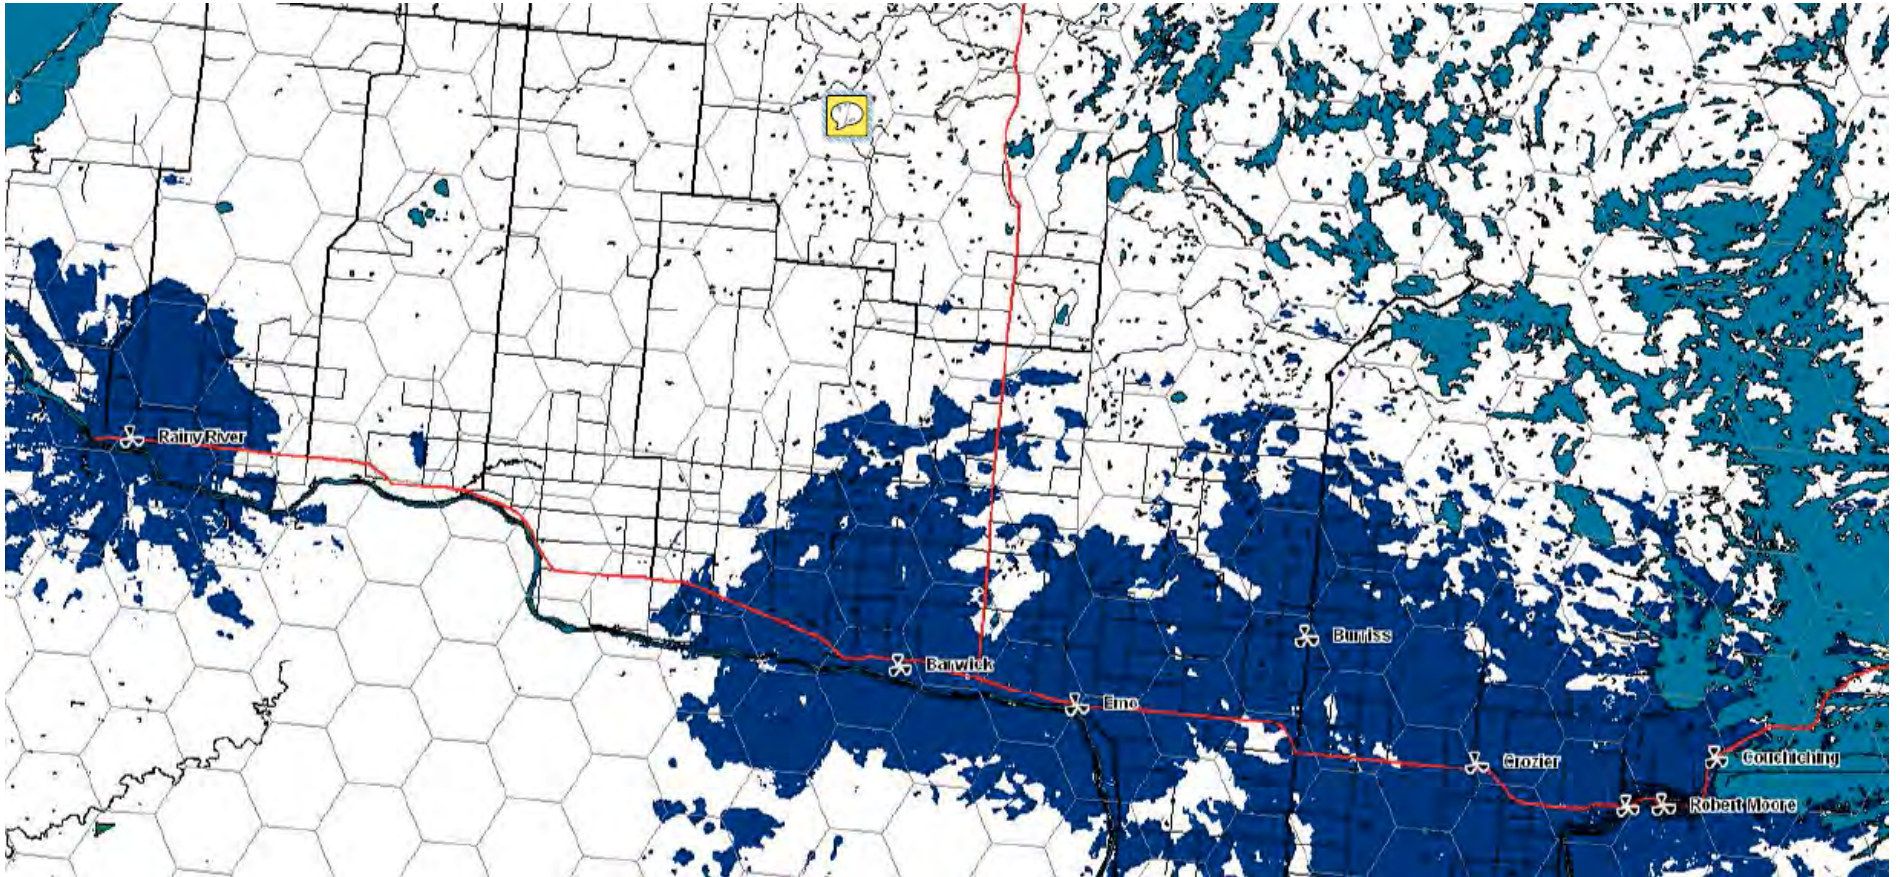 Rainy River
Burriss
Barwick
Emo
Crozier
Couchiching
Robert Moore